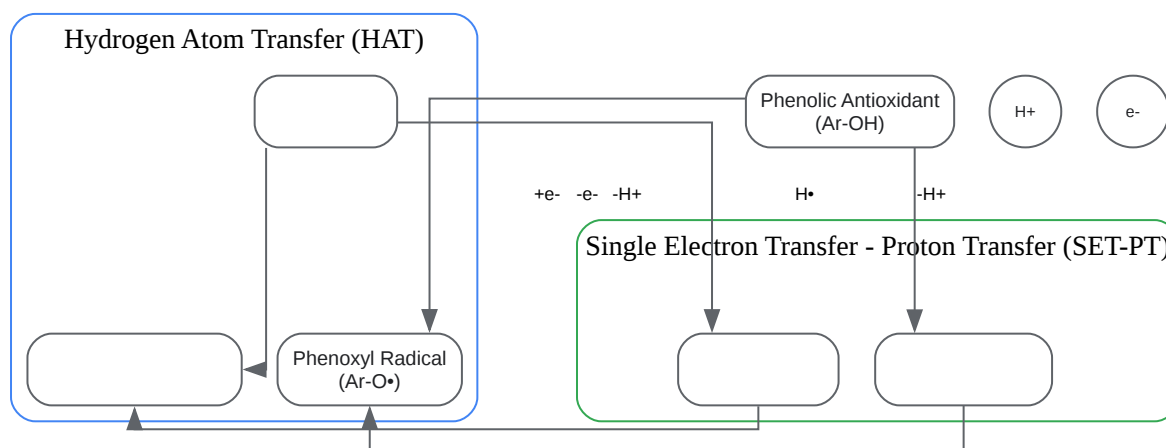 Hydrogen Atom Transfer (HAT)
Phenolic Antioxidant
(Ar-OH)
H+
e-
+e-
-e-
-H+
H•
-H+
Single Electron Transfer - Proton Transfer (SET-PT)
Phenoxyl Radical
(Ar-O•)